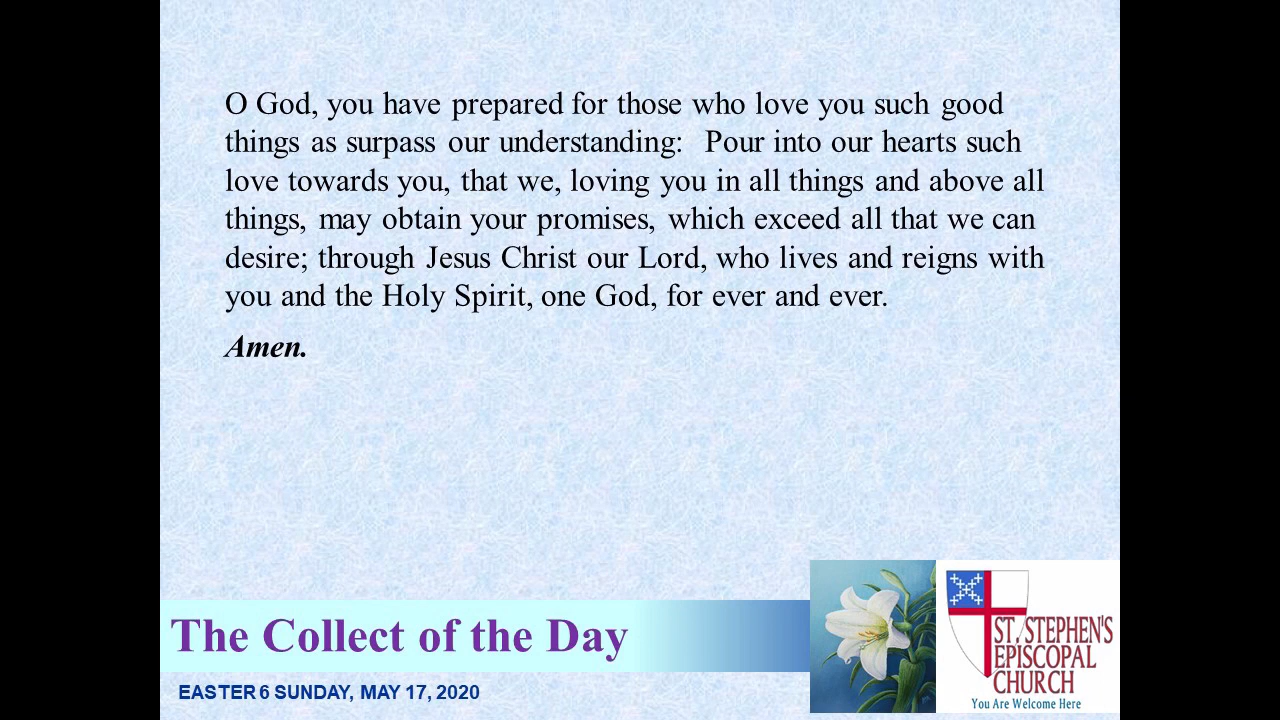 O God, you have prepared for those who love you such good
things as surpass our understanding:  Pour into our hearts such
love towards you, that we, loving you in all things and above all
things, may obtain your promises, which exceed all that we can
desire; through Jesus Christ our Lord, who lives and reigns with
you and the Holy Spirit, one God, for ever and ever.
Amen.
The Collect of the Day
EASTER 6 SUNDAY, MAY 17, 2020
ST. STEPHEN'S
EPISCOPAL
CHURCH
You Are Welcome Here